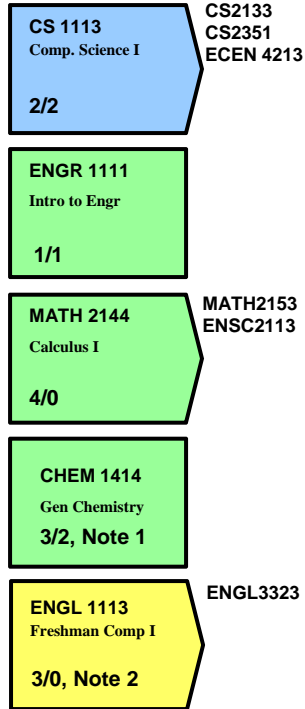 CS 1113
Comp. Science I
2/2
CS2133
CS2351
ECEN 4213
ENGR 1111
Intro to Engr
1/1
MATH 2144
Calculus I
4/0
MATH2153
ENSC2113
CHEM 1414
Gen Chemistry
3/2, Note 1
ENGL 1113
Freshman Comp I
3/0, Note 2
ENGL3323